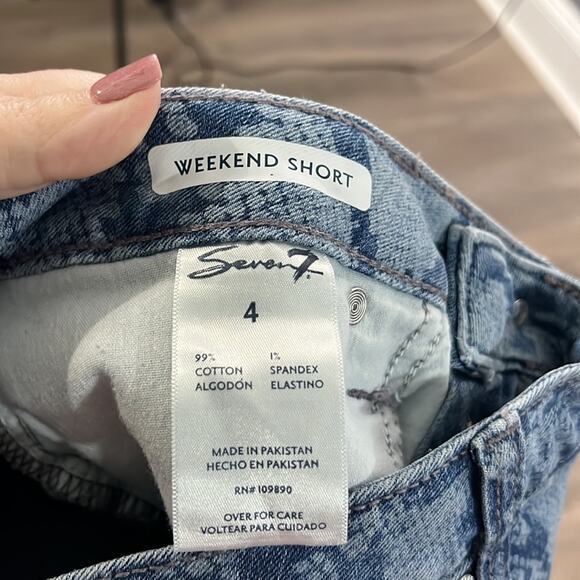 WEEKEND SHORT
Seven7.
4
99% 1%
COTTON SPANDEX
ALGODÓN ELASTINO
MADE IN PAKISTAN
HECHO EN PAKISTAN
RN# 109890
OVER FOR CARE
VOLTEAR PARA CUIDADO